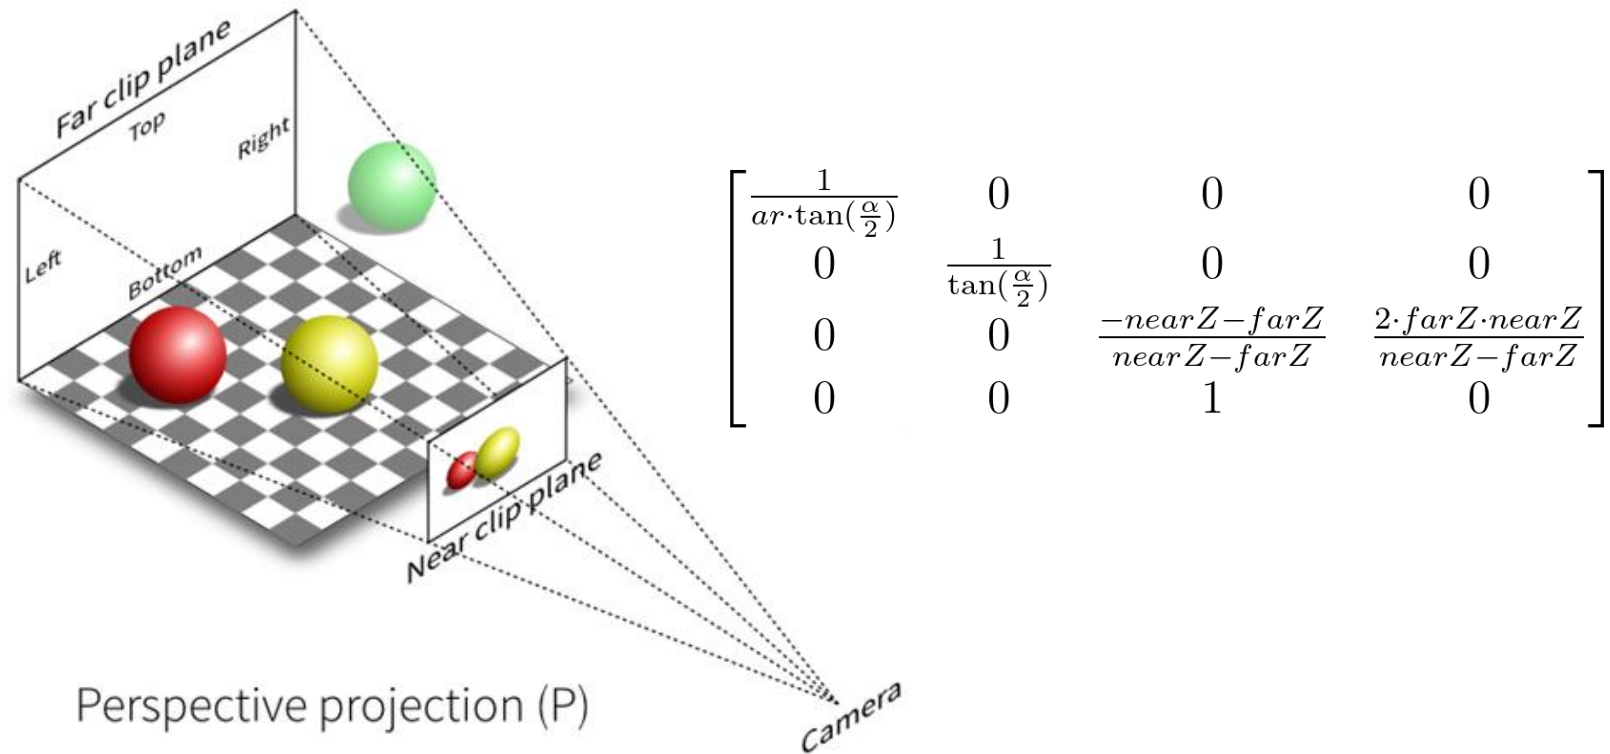 Far clip plane
Top
Right
Left
Bottom
Near clip plane
Camera
Perspective projection (P)
1/(ar·tan(α/2)) 0 0 0
0 1/tan(α/2) 0 0
0 0 (−nearZ−farZ)/(nearZ−farZ) (2·farZ·nearZ)/(nearZ−farZ)
0 0 1 0